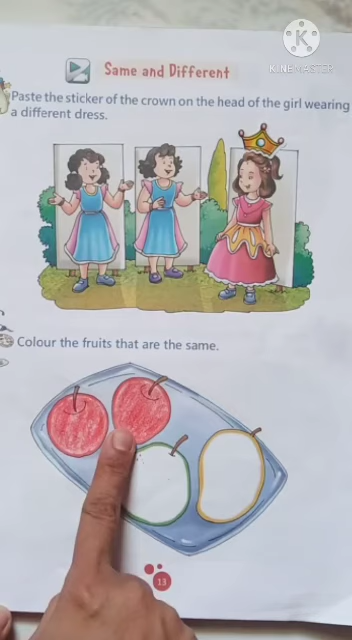 K
KINEMASTER
Same and Different
Paste the sticker of the crown on the head of the girl wearing
a different dress.
Colour the fruits that are the same.
13